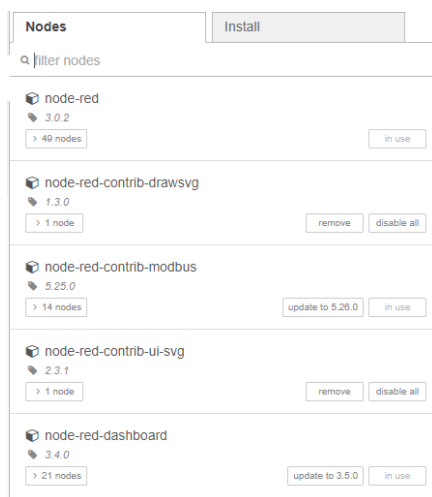 Nodes Install
filter nodes
node-red
3.0.2
> 49 nodes in use
node-red-contrib-drawsvg
1.3.0
> 1 node remove disable all
node-red-contrib-modbus
5.25.0
> 14 nodes update to 5.26.0 in use
node-red-contrib-ui-svg
2.3.1
> 1 node remove disable all
node-red-dashboard
3.4.0
> 21 nodes update to 3.5.0 in use